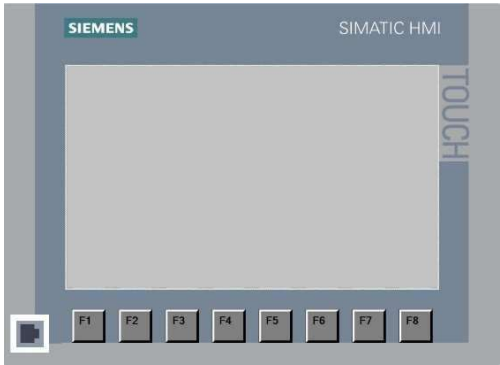 SIEMENS
SIMATIC HMI
TOUCH
F1 F2 F3 F4 F5 F6 F7 F8